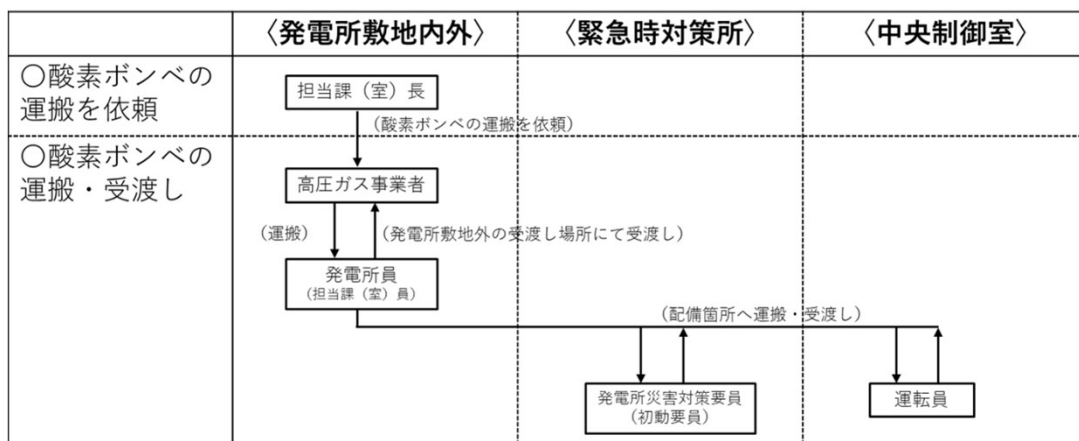 〈発電所敷地内外〉
〈緊急時対策所〉
〈中央制御室〉
〇酸素ボンベの
運搬を依頼
担当課（室）長
（酸素ボンベの運搬を依頼）
〇酸素ボンベの
運搬・受渡し
高圧ガス事業者
（運搬）
（発電所敷地外の受渡し場所にて受渡し）
発電所員
（担当課（室）員）
（配備箇所へ運搬・受渡し）
発電所災害対策要員
（初動要員）
運転員